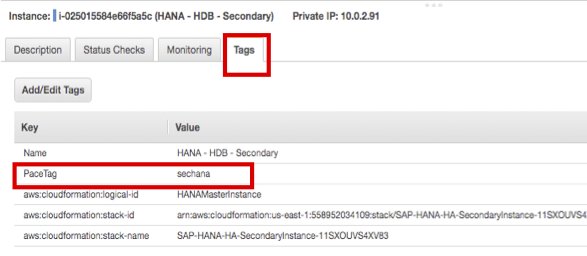 Instance: i-025015584e66f5a5c (HANA - HDB - Secondary) Private IP: 10.0.2.91
Description Status Checks Monitoring Tags
Add/Edit Tags
Key Value
Name HANA - HDB - Secondary
PaceTag sechana
aws:cloudformation:logical-id HANAMasterInstance
aws:cloudformation:stack-id arn:aws:cloudformation:us-east-1:558952034109:stack/SAP-HANA-HA-SecondaryInstance-11SXOUVS4
aws:cloudformation:stack-name SAP-HANA-HA-SecondaryInstance-11SXOUVS4XV83